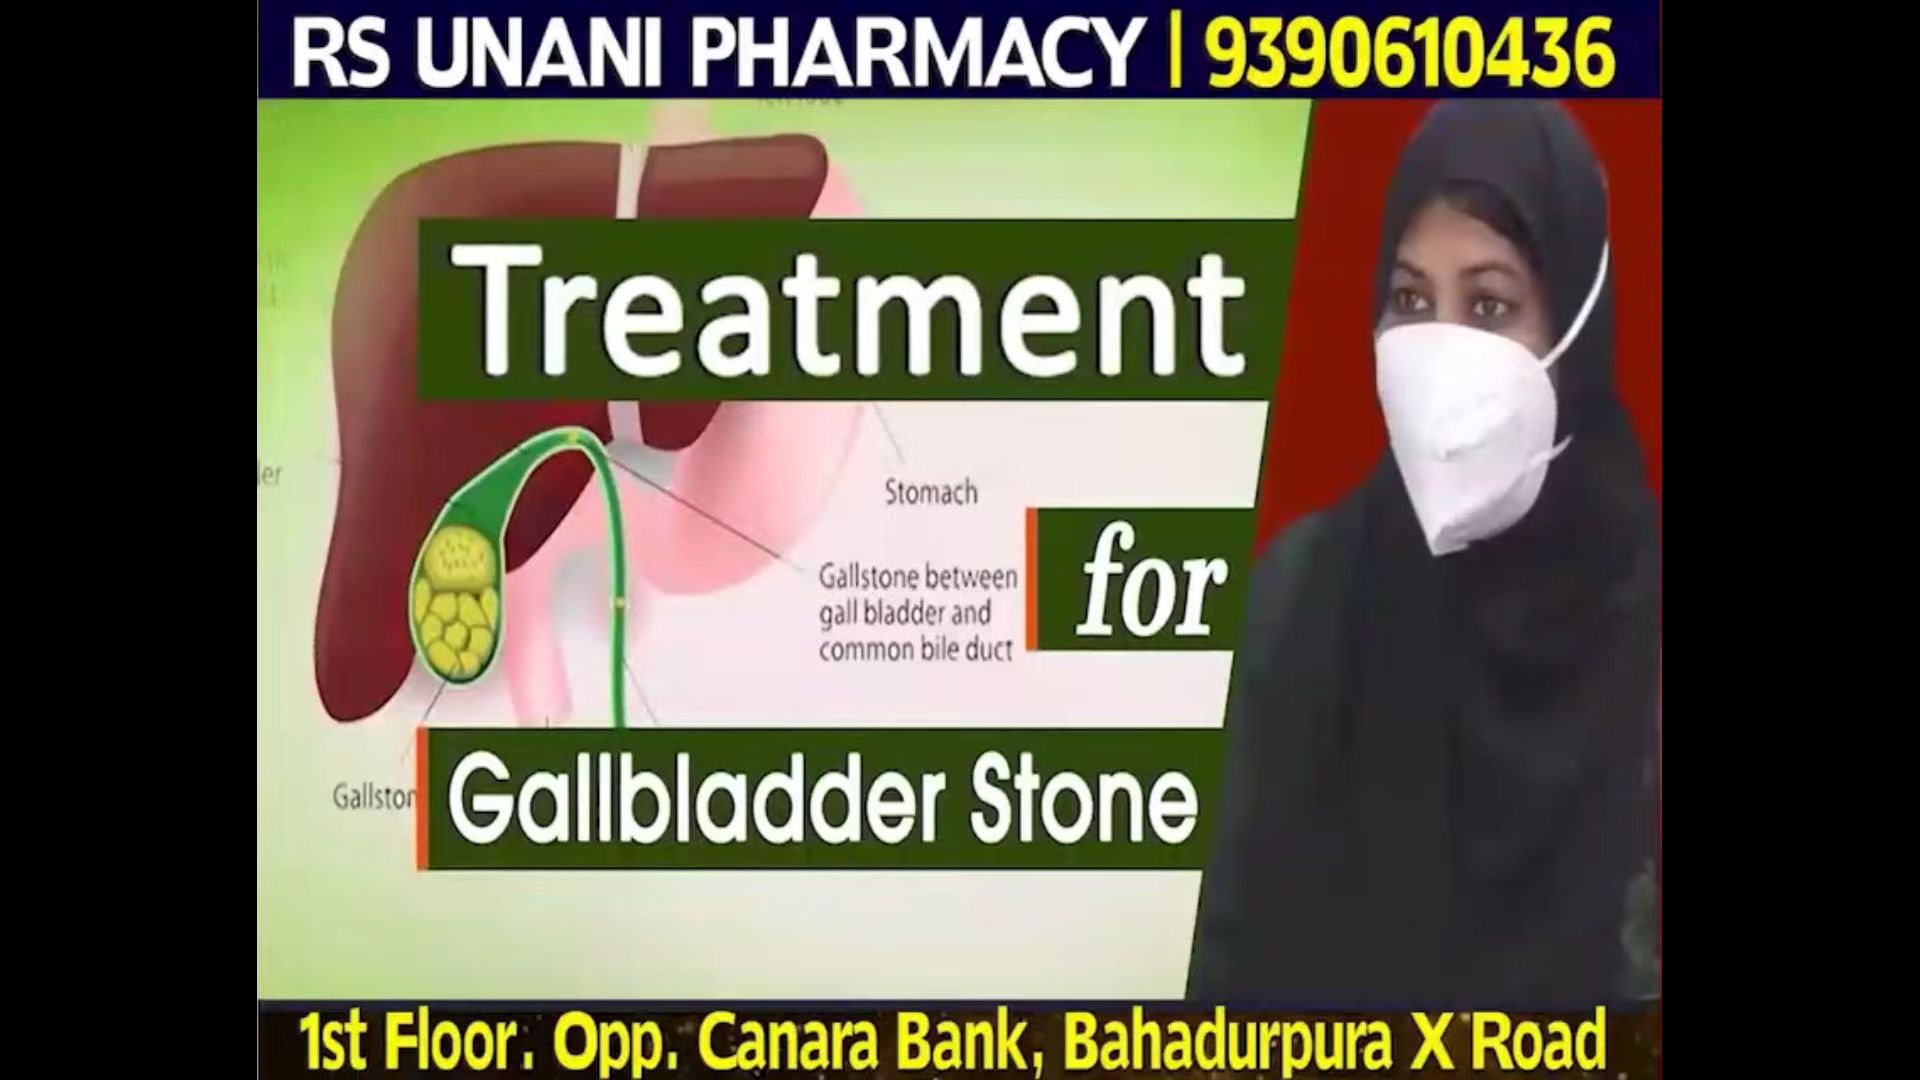 RS UNANI PHARMACY | 9390610436
Treatment
Stomach
for
Gallstone between
gall bladder and
common bile duct
Gallbladder Stone
1st Floor. Opp. Canara Bank, Bahadurpura X Road